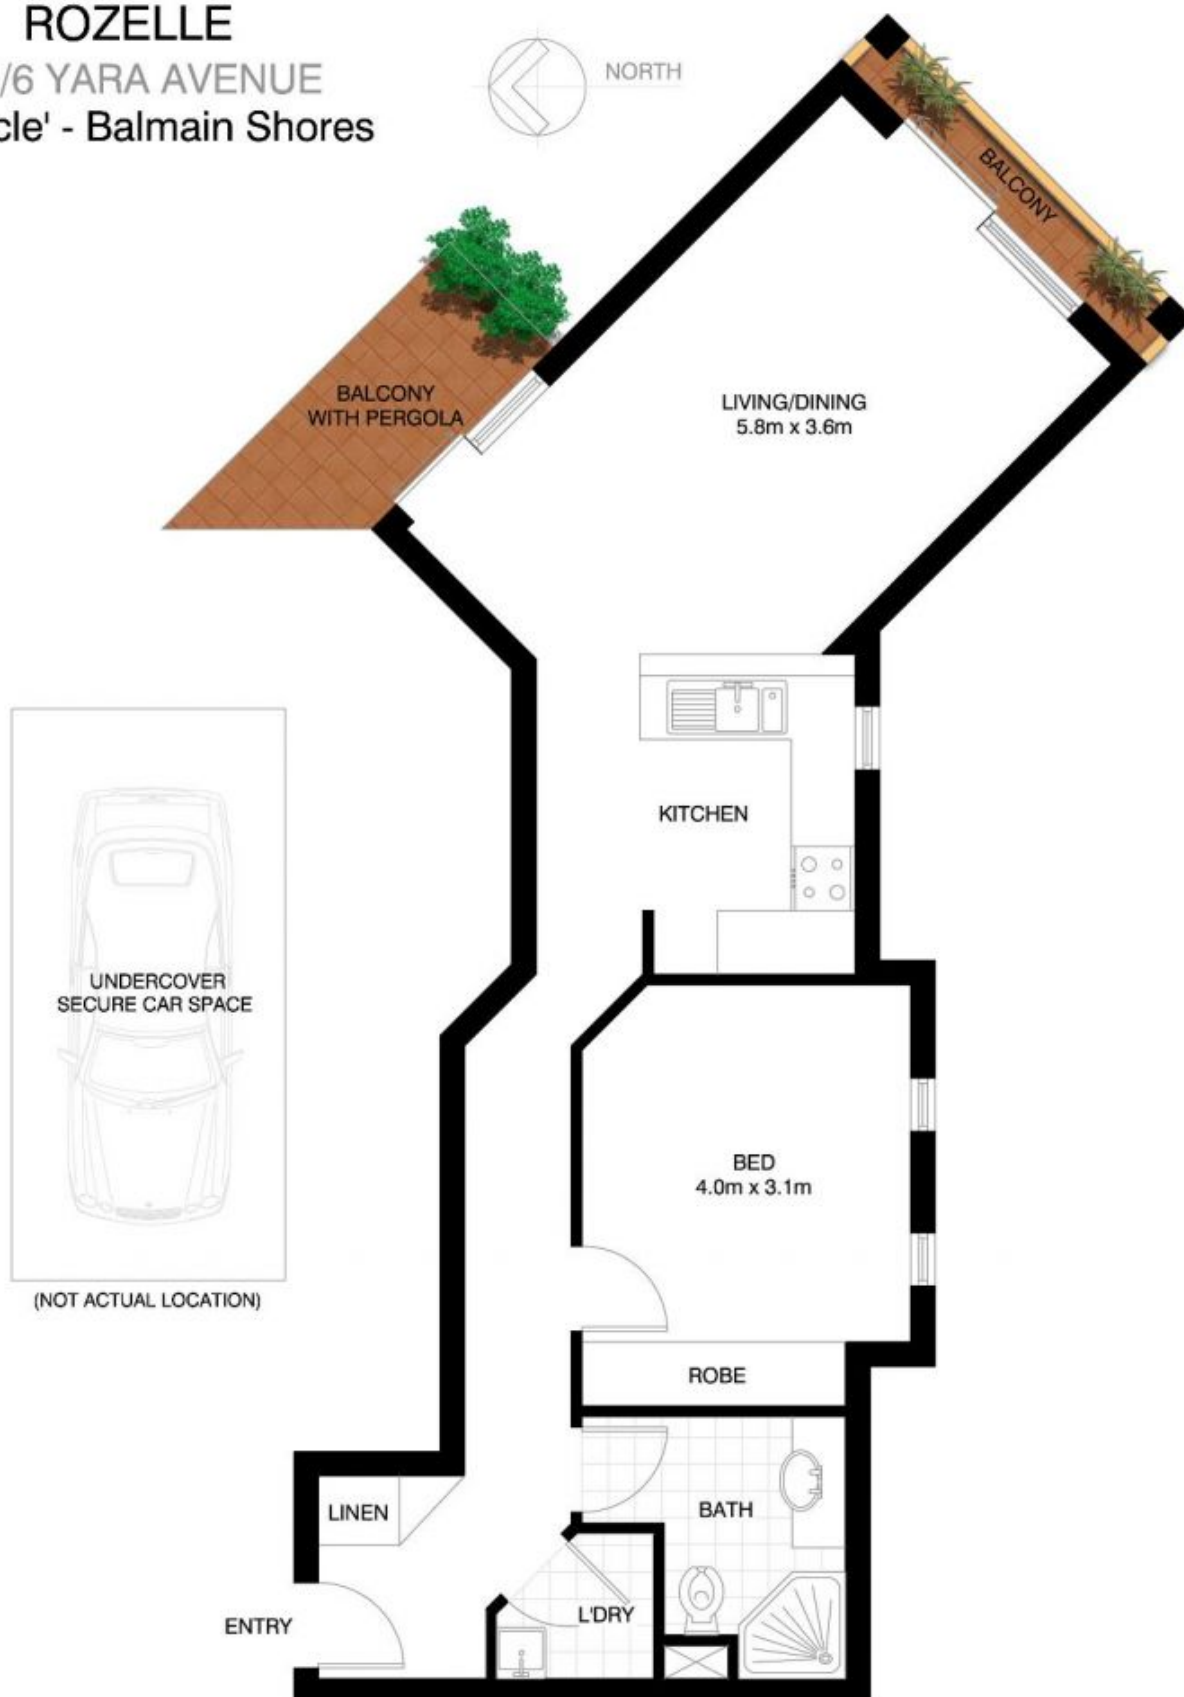 ROZELLE
/6 YARA AVENUE
cle' - Balmain Shores
NORTH
BALCONY
BALCONY
WITH PERGOLA
LIVING/DINING
5.8m x 3.6m
KITCHEN
UNDERCOVER
SECURE CAR SPACE
(NOT ACTUAL LOCATION)
BED
4.0m x 3.1m
ROBE
LINEN
BATH
ENTRY
L'DRY